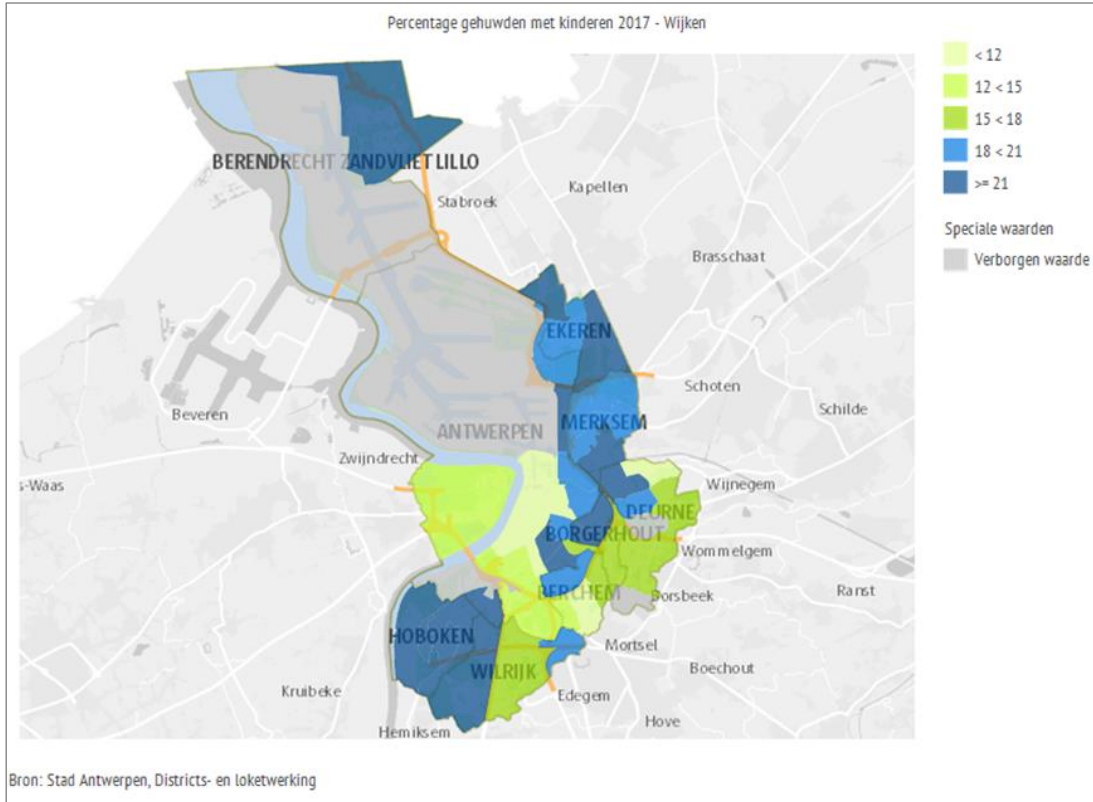 Percentage gehuwden met kinderen 2017 - Wijken
< 12
12 < 15
15 < 18
18 < 21
>= 21
Speciale waarden
Verborgen waarde
BERENDRECHT ZANDVLIET LILLO
Kapellen
Stabroek
Brasschaat
EKEREN
Schoten
Beveren
Schilde
MERKSEM
ANTWERPEN
Zwijndrecht
s-Waas
Wijnegem
DEURNE
BORGERHOUT
Wommelgem
BERCHEM
Borsbeek
Ranst
HOBOKEN
Mortsel
WILRIJK
Boechout
Kruibeke
Edegem
Hove
Hemiksem
Bron: Stad Antwerpen, Districts- en loketwerking